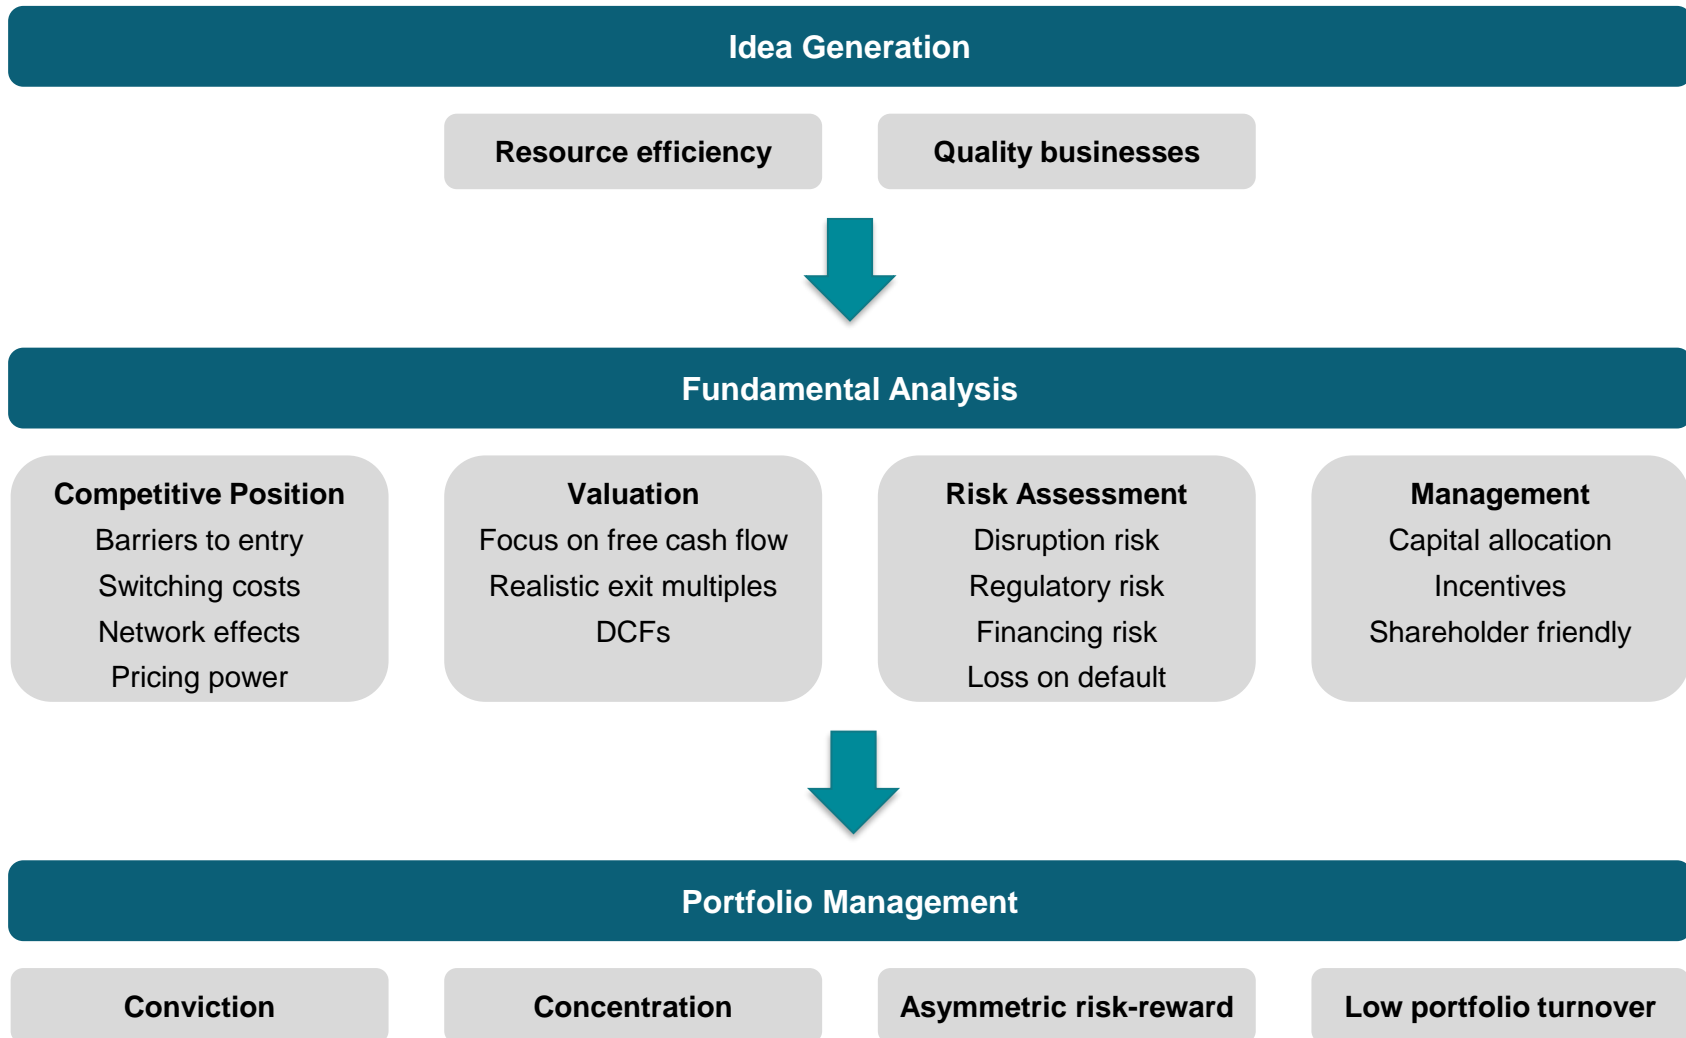 Idea Generation
Resource efficiency
Quality businesses
Fundamental Analysis
Competitive Position
Barriers to entry
Switching costs
Network effects
Pricing power
Valuation
Focus on free cash flow
Realistic exit multiples
DCFs
Risk Assessment
Disruption risk
Regulatory risk
Financing risk
Loss on default
Management
Capital allocation
Incentives
Shareholder friendly
Portfolio Management
Conviction
Concentration
Asymmetric risk-reward
Low portfolio turnover